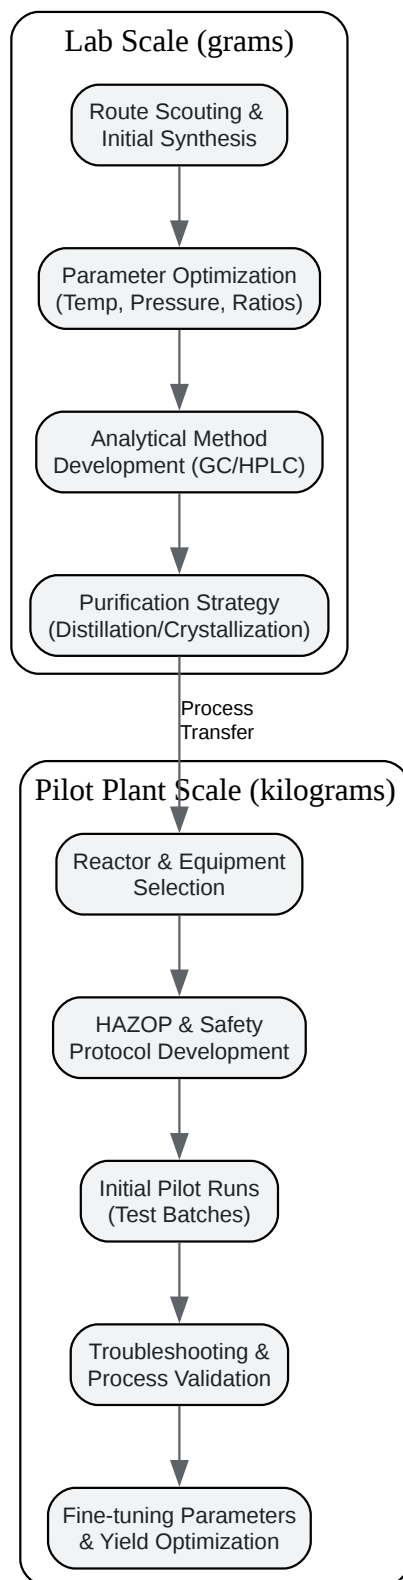 Lab Scale (grams)
Route Scouting &
Initial Synthesis
Parameter Optimization
(Temp, Pressure, Ratios)
Analytical Method
Development (GC/HPLC)
Purification Strategy
(Distillation/Crystallization)
Process
Transfer
Pilot Plant Scale (kilograms)
Reactor & Equipment
Selection
HAZOP & Safety
Protocol Development
Initial Pilot Runs
(Test Batches)
Troubleshooting &
Process Validation
Fine-tuning Parameters
& Yield Optimization